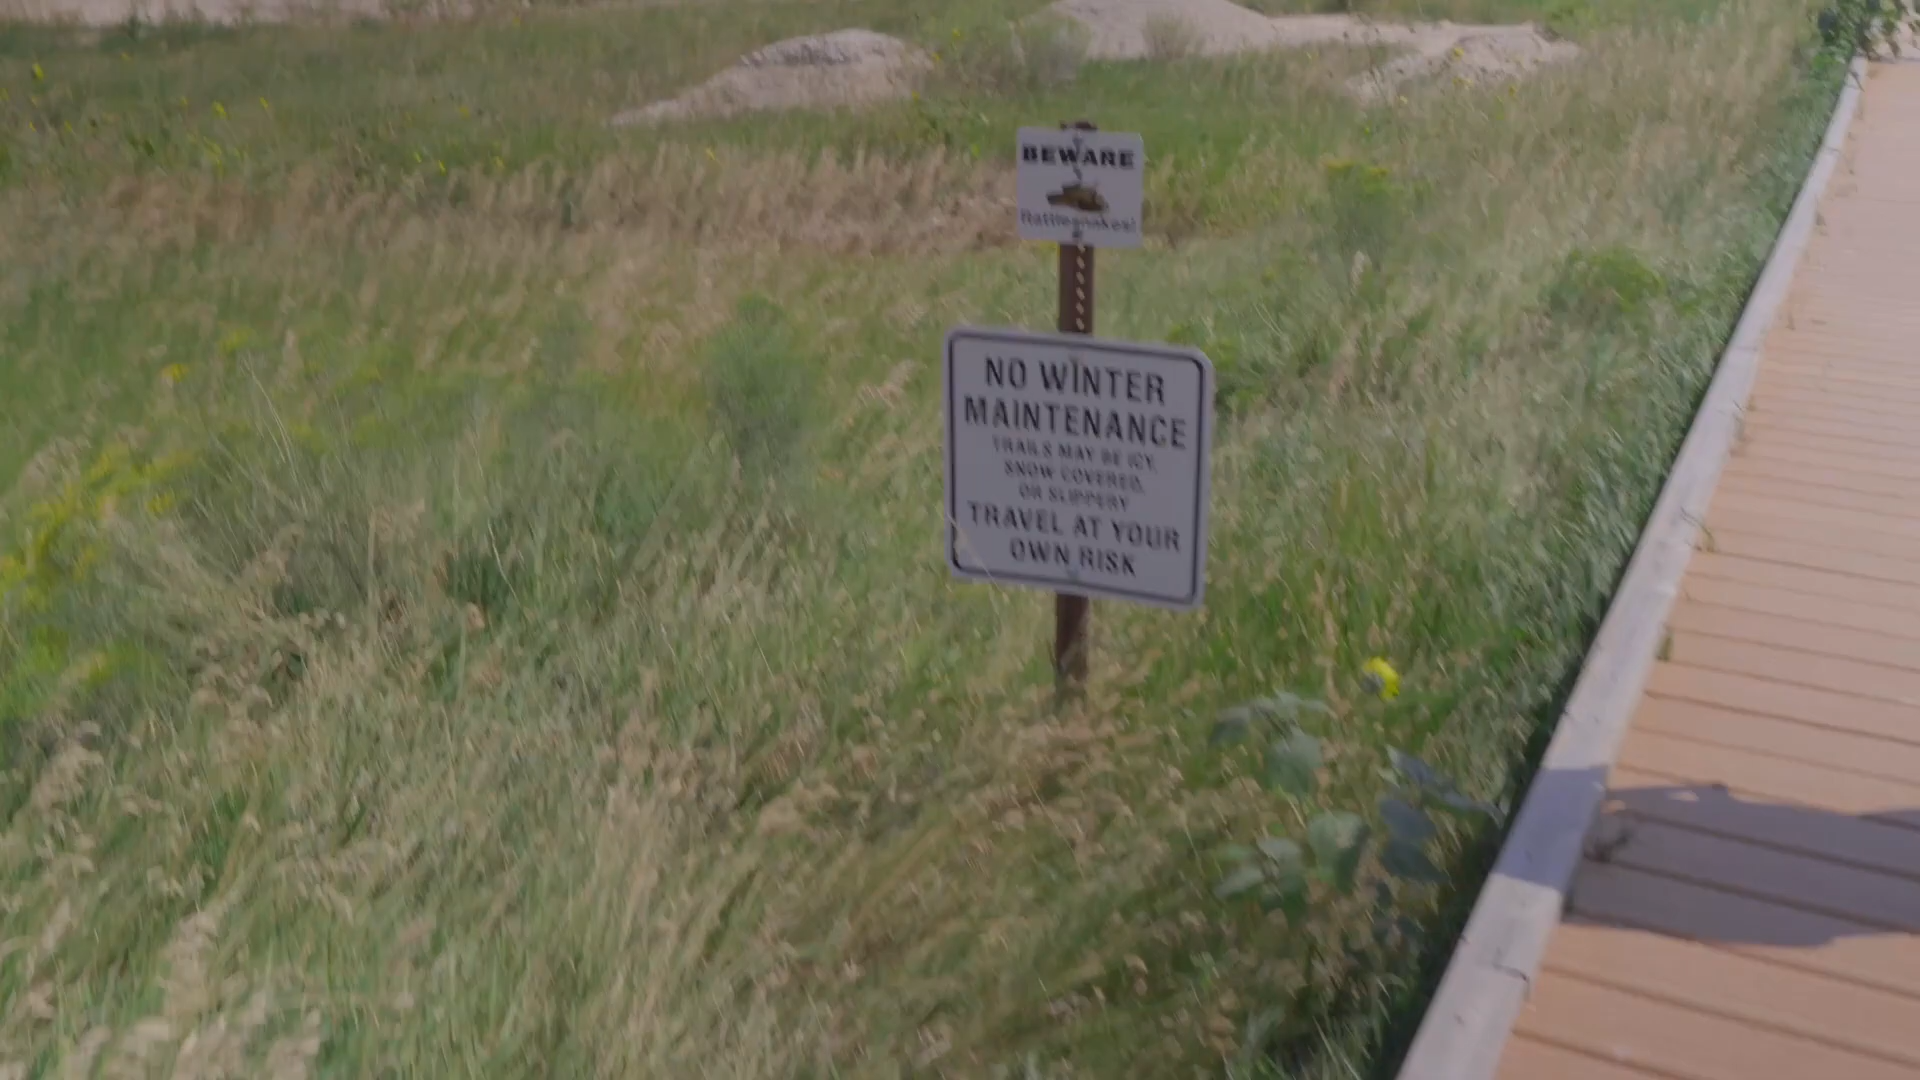 BEWARE
Rattlesnakes!
NO WINTER
MAINTENANCE
TRAILS MAY BE ICY,
SNOW COVERED,
OR SLIPPERY
TRAVEL AT YOUR
OWN RISK